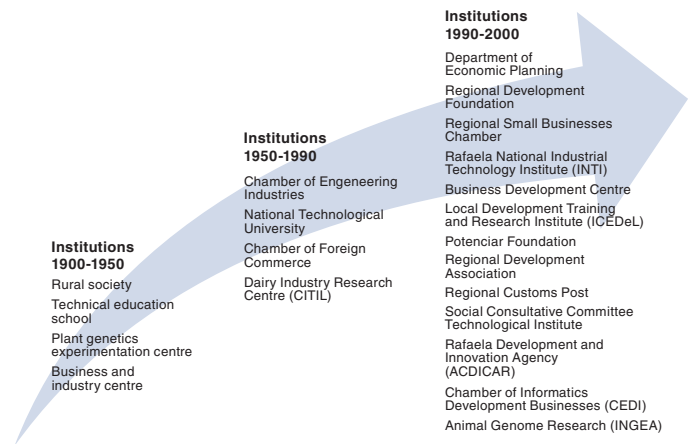 Institutions
1900-1950
Rural society
Technical education
school
Plant genetics
experimentation centre
Business and
industry centre
Institutions
1950-1990
Chamber of Engeneering
Industries
National Technological
University
Chamber of Foreign
Commerce
Dairy Industry Research
Centre (CITIL)
Institutions
1990-2000
Department of
Economic Planning
Regional Development
Foundation
Regional Small Businesses
Chamber
Rafaela National Industrial
Technology Institute (INTI)
Business Development Centre
Local Development Training
and Research Institute (ICEDeL)
Potenciar Foundation
Regional Development
Association
Regional Customs Post
Social Consultative Committee
Technological Institute
Rafaela Development and
Innovation Agency
(ACDICAR)
Chamber of Informatics
Development Businesses (CEDI)
Animal Genome Research (INGEA)